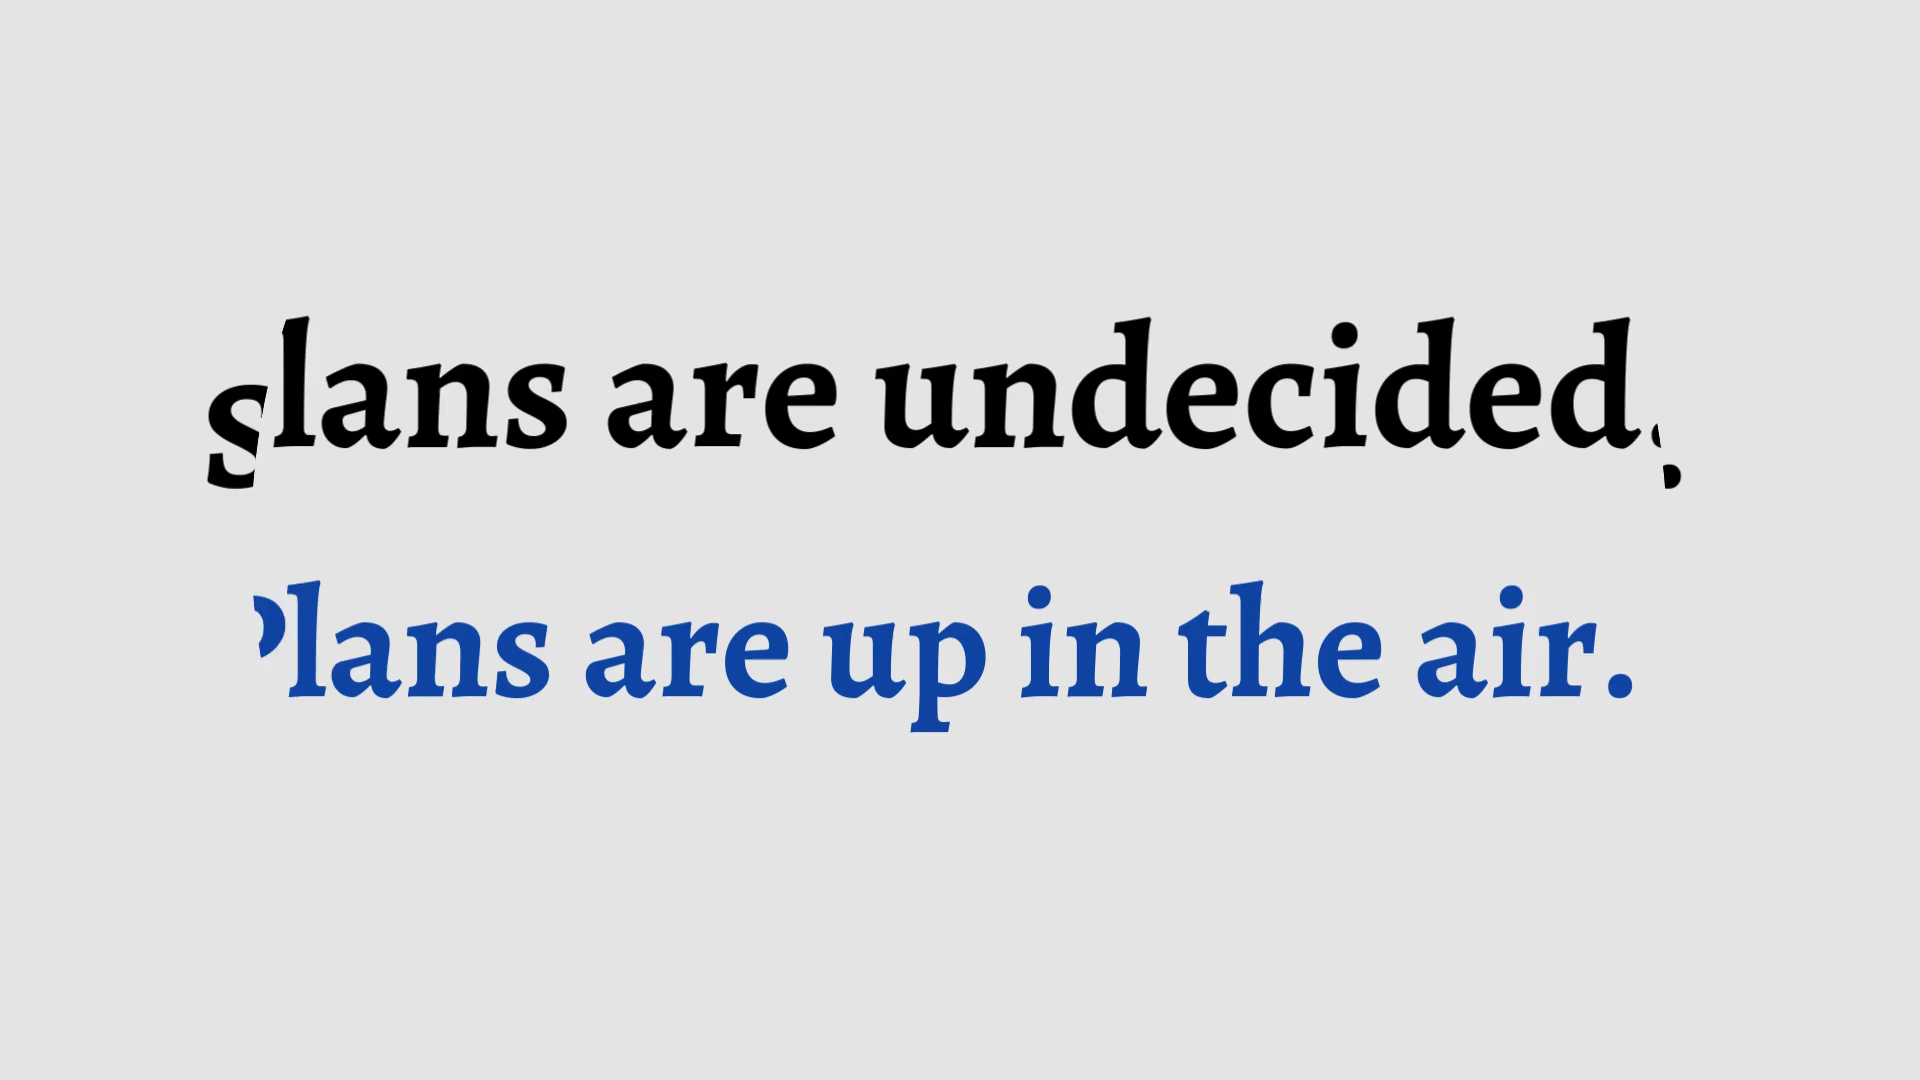 Plans are undecided.
Plans are up in the air.